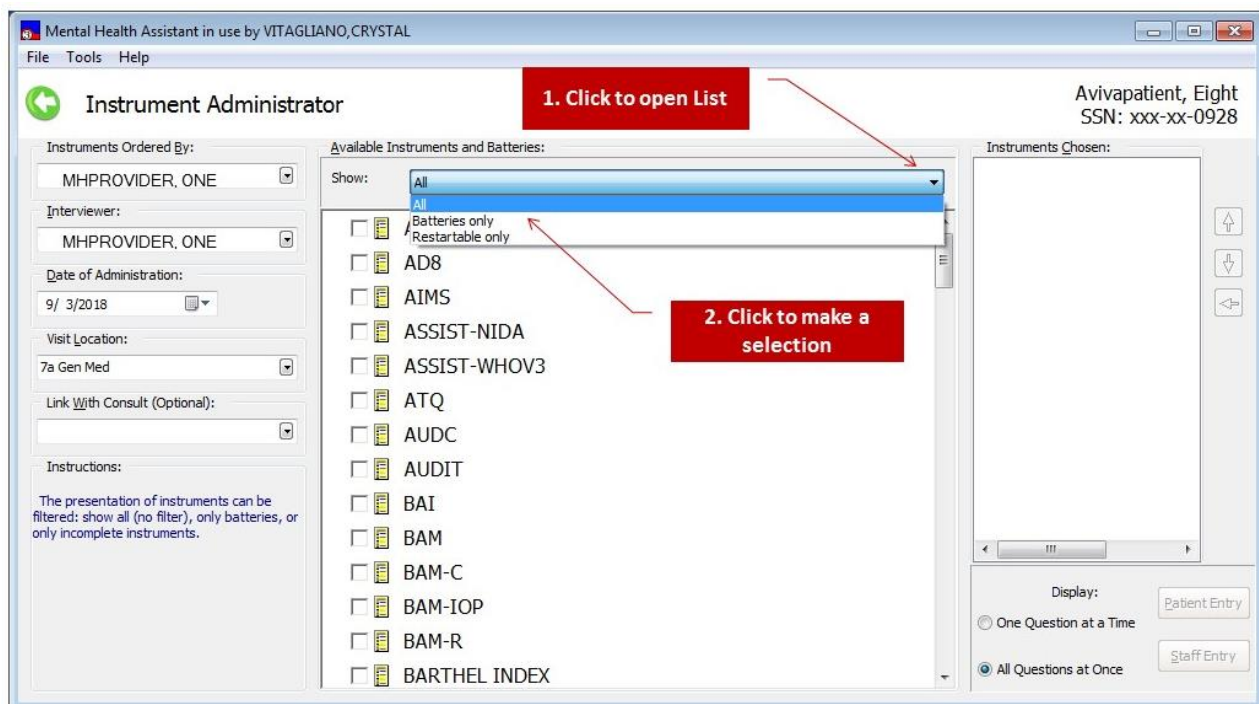 Mental Health Assistant in use by VITAGLIANO,CRYSTAL
File Tools Help
Instrument Administrator
1. Click to open List
Avivapatient, Eight
SSN: xxx-xx-0928
Instruments Ordered By:
MHPROVIDER, ONE
Interviewer:
MHPROVIDER, ONE
Date of Administration:
9/ 3/2018
Visit Location:
7a Gen Med
Link With Consult (Optional):
Instructions:
The presentation of instruments can be
filtered: show all (no filter), only batteries, or
only incomplete instruments.
Available Instruments and Batteries:
Show:
All
All
Batteries only
Restartable only
AD8
AIMS
ASSIST-NIDA
ASSIST-WHOV3
ATQ
AUDC
AUDIT
BAI
BAM
BAM-C
BAM-IOP
BAM-R
BARTHEL INDEX
2. Click to make a
selection
Instruments Chosen:
Display:
One Question at a Time
All Questions at Once
Patient Entry
Staff Entry